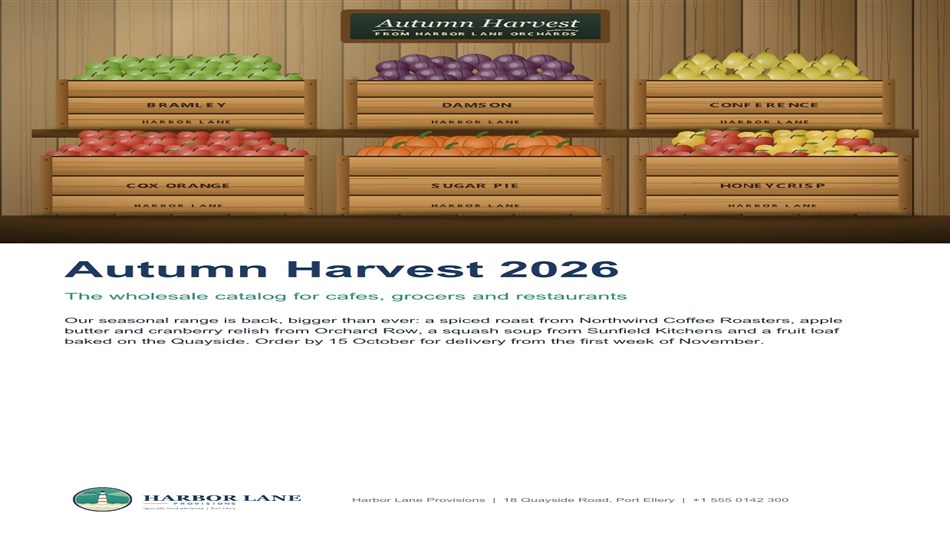 Autumn Harvest
FROM HARBOR LANE ORCHARDS
BRAMLEY
HARBOR LANE
DAMSON
HARBOR LANE
CONFERENCE
HARBOR LANE
COX ORANGE
HARBOR LANE
SUGAR PIE
HARBOR LANE
HONEYCRISP
HARBOR LANE
Autumn Harvest 2026
The wholesale catalog for cafes, grocers and restaurants
Our seasonal range is back, bigger than ever: a spiced roast from Northwind Coffee Roasters, apple
butter and cranberry relish from Orchard Row, a squash soup from Sunfield Kitchens and a fruit loaf
baked on the Quayside. Order by 15 October for delivery from the first week of November.
HARBOR LANE
PROVISIONS
Harbor Lane Provisions | 18 Quayside Road, Port Ellery | +1 555 0142 300